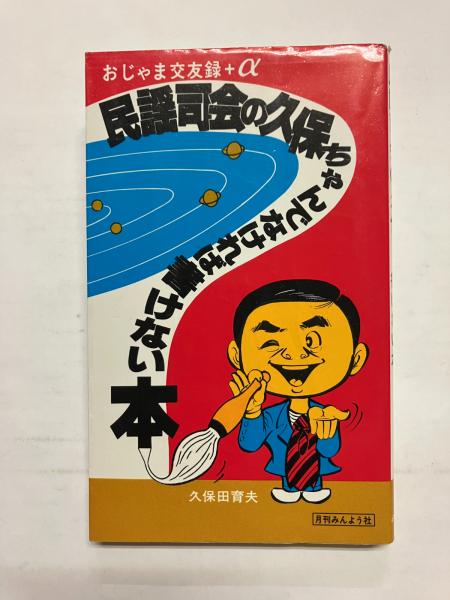 おじゃま交友録+α
民謡司会の久保ちゃんでなければ書けない本
久保田育夫
月刊みんよう社